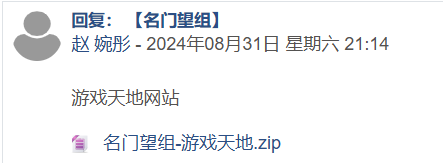 回复： 【名门望组】
赵 婉彤 - 2024年08月31日 星期六 21:14
游戏天地网站
名门望组-游戏天地.zip